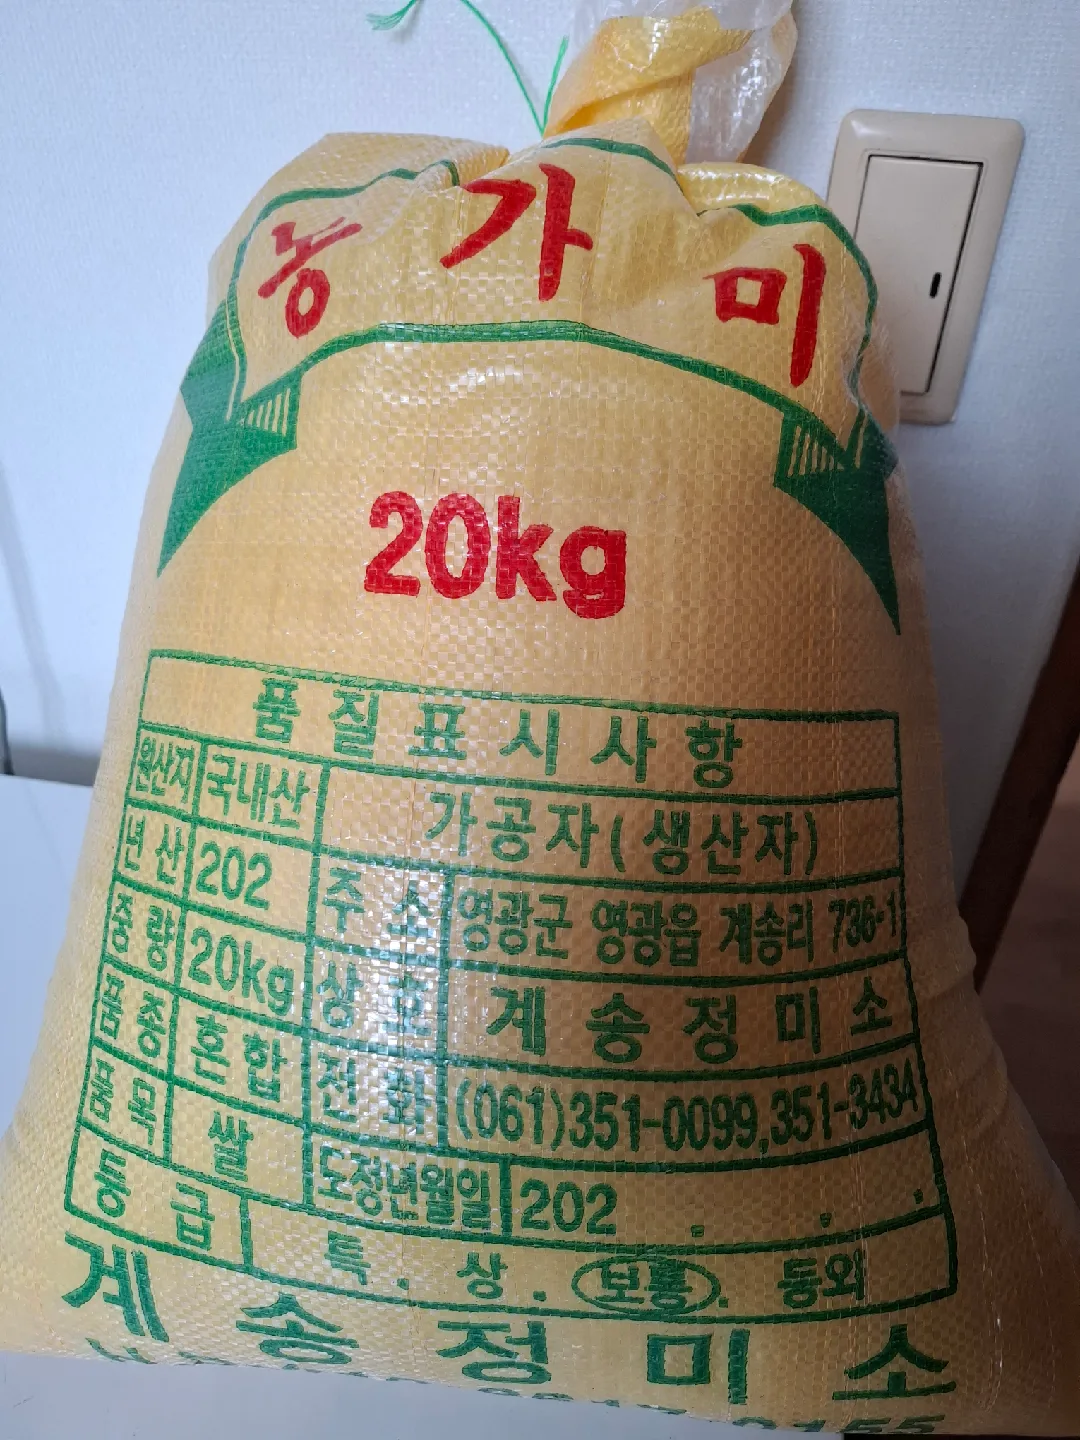 농가미
20kg
품질표시사항
원산지 국내산 가공자(생산자)
년산 202 주소 영광군 영광읍 계송리 736-1
중량 20kg 상호 계송정미소
품종 혼합 전화 (061)351-0099,351-3434
품목 쌀 도정년월일 202 . . .
등급 특. 상. 보통. 등외
계송정미소